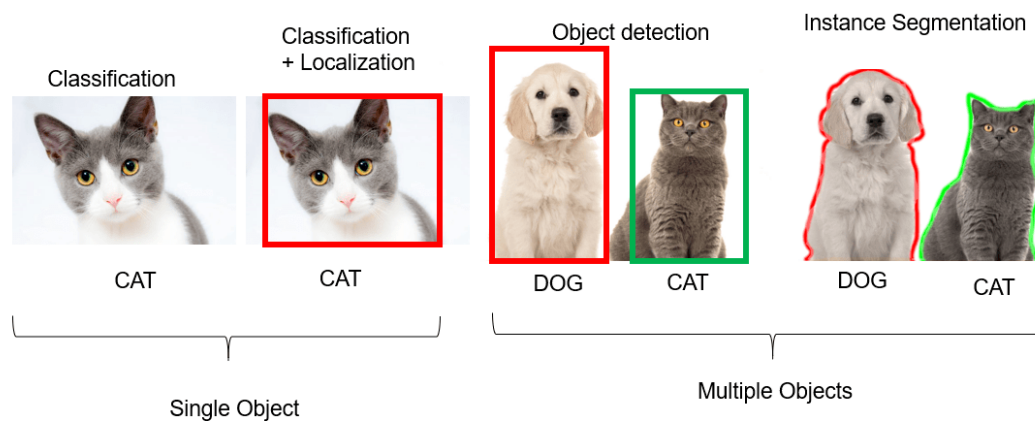 Classification
Classification
+ Localization
Object detection
Instance Segmentation
CAT
CAT
DOG
CAT
DOG
CAT
Single Object
Multiple Objects